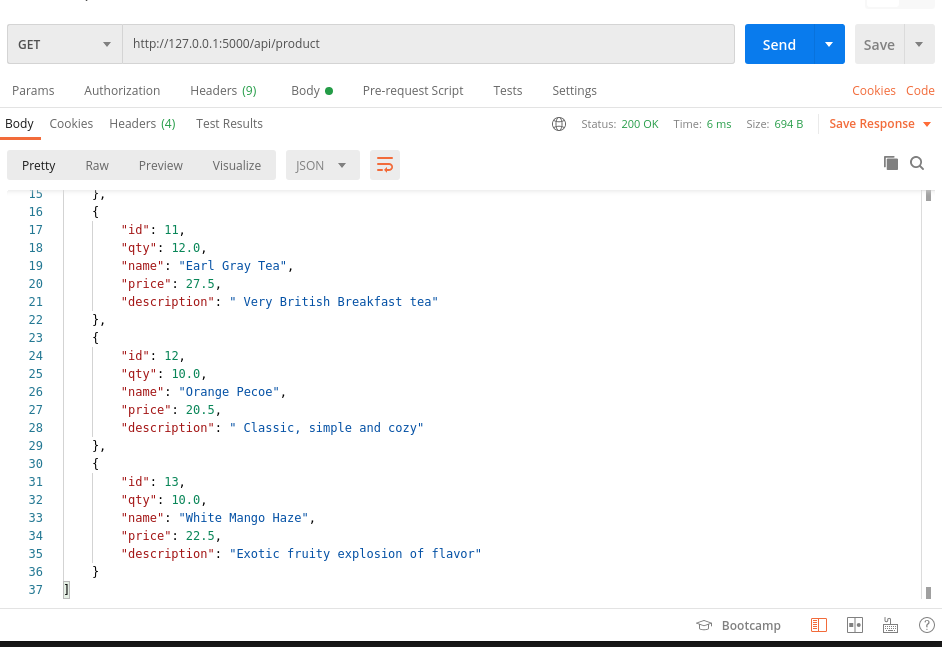 GET http://127.0.0.1:5000/api/product Send Save
Params Authorization Headers (9) Body Pre-request Script Tests Settings Cookies Code
Body Cookies Headers (4) Test Results Status: 200 OK Time: 6 ms Size: 694 B Save Response
Pretty Raw Preview Visualize JSON
15 },
16 {
17 "id": 11,
18 "qty": 12.0,
19 "name": "Earl Gray Tea",
20 "price": 27.5,
21 "description": " Very British Breakfast tea"
22 },
23 {
24 "id": 12,
25 "qty": 10.0,
26 "name": "Orange Pecoe",
27 "price": 20.5,
28 "description": " Classic, simple and cozy"
29 },
30 {
31 "id": 13,
32 "qty": 10.0,
33 "name": "White Mango Haze",
34 "price": 22.5,
35 "description": "Exotic fruity explosion of flavor"
36 }
37 ]
Bootcamp ?